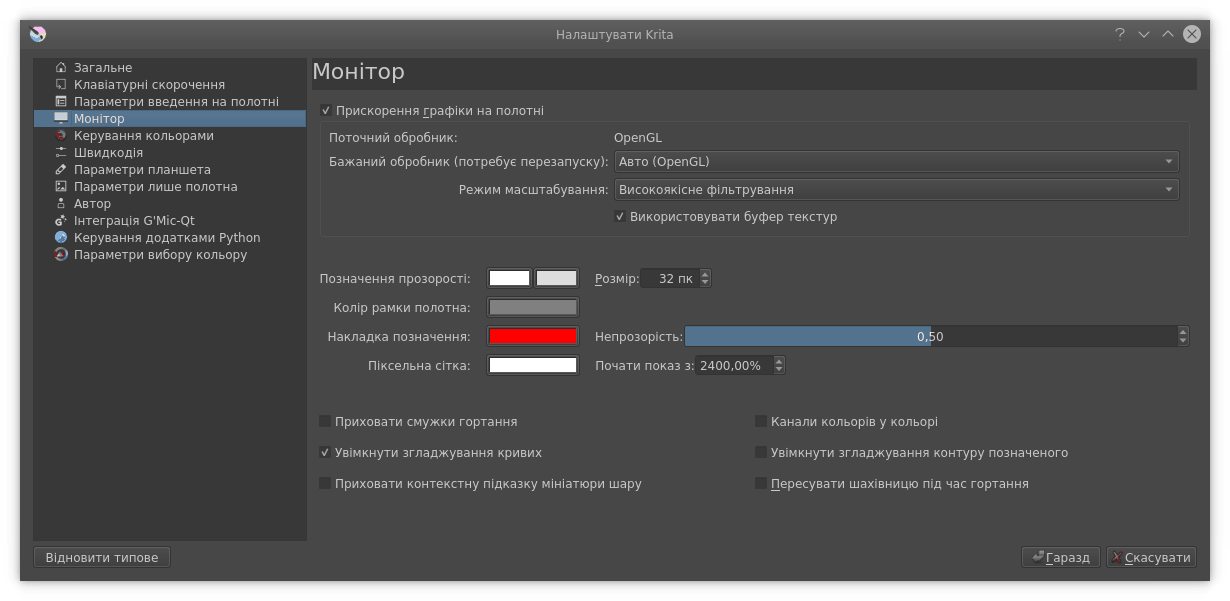 Налаштувати Krita
Загальне
Клавіатурні скорочення
Параметри введення на полотні
Монітор
Керування кольорами
Швидкодія
Параметри планшета
Параметри лише полотна
Автор
Інтеграція G'Mic-Qt
Керування додатками Python
Параметри вибору кольору
Монітор
Прискорення графіки на полотні
Поточний обробник: OpenGL
Бажаний обробник (потребує перезапуску): Авто (OpenGL)
Режим масштабування: Високоякісне фільтрування
Використовувати буфер текстур
Позначення прозорості: Розмір: 32 пк
Колір рамки полотна:
Накладка позначення: Непрозорість: 0,50
Піксельна сітка: Почати показ з: 2400,00%
Приховати смужки гортання Канали кольорів у кольорі
Увімкнути згладжування кривих Увімкнути згладжування контуру позначеного
Приховати контекстну підказку мініатюри шару Пересувати шахівницю під час гортання
Відновити типове Гаразд Скасувати